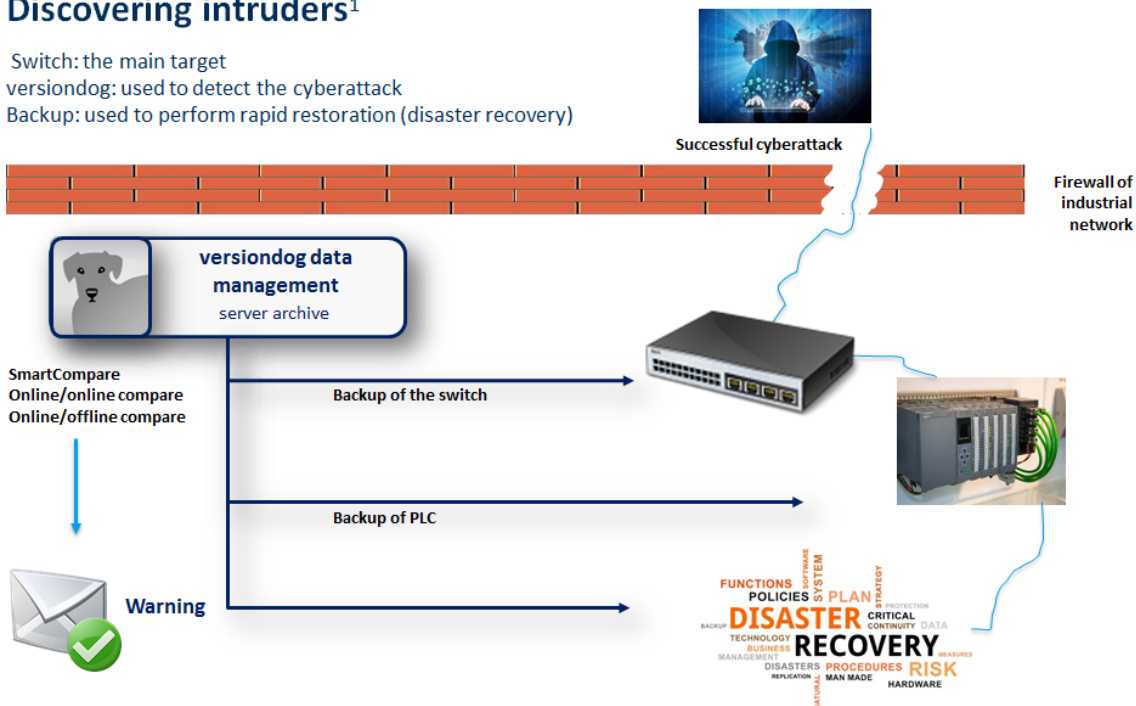 Discovering intruders¹
Switch: the main target
versiondog: used to detect the cyberattack
Backup: used to perform rapid restoration (disaster recovery)
Successful cyberattack
Firewall of
industrial
network
versiondog data
management
server archive
SmartCompare
Online/online compare
Online/offline compare
Backup of the switch
Backup of PLC
Warning
FUNCTIONS
SOFTWARE
SYSTEM
STRATEGY
POLICIES
PLAN
PROTECTION
BACKUP
DISASTER
CRITICAL
CONTINUITY
DATA
TECHNOLOGY
BUSINESS
RECOVERY
MEASURES
MANAGEMENT
DISASTERS
PROCEDURES
RISK
REPLICATION
NATURAL
MAN MADE
HARDWARE